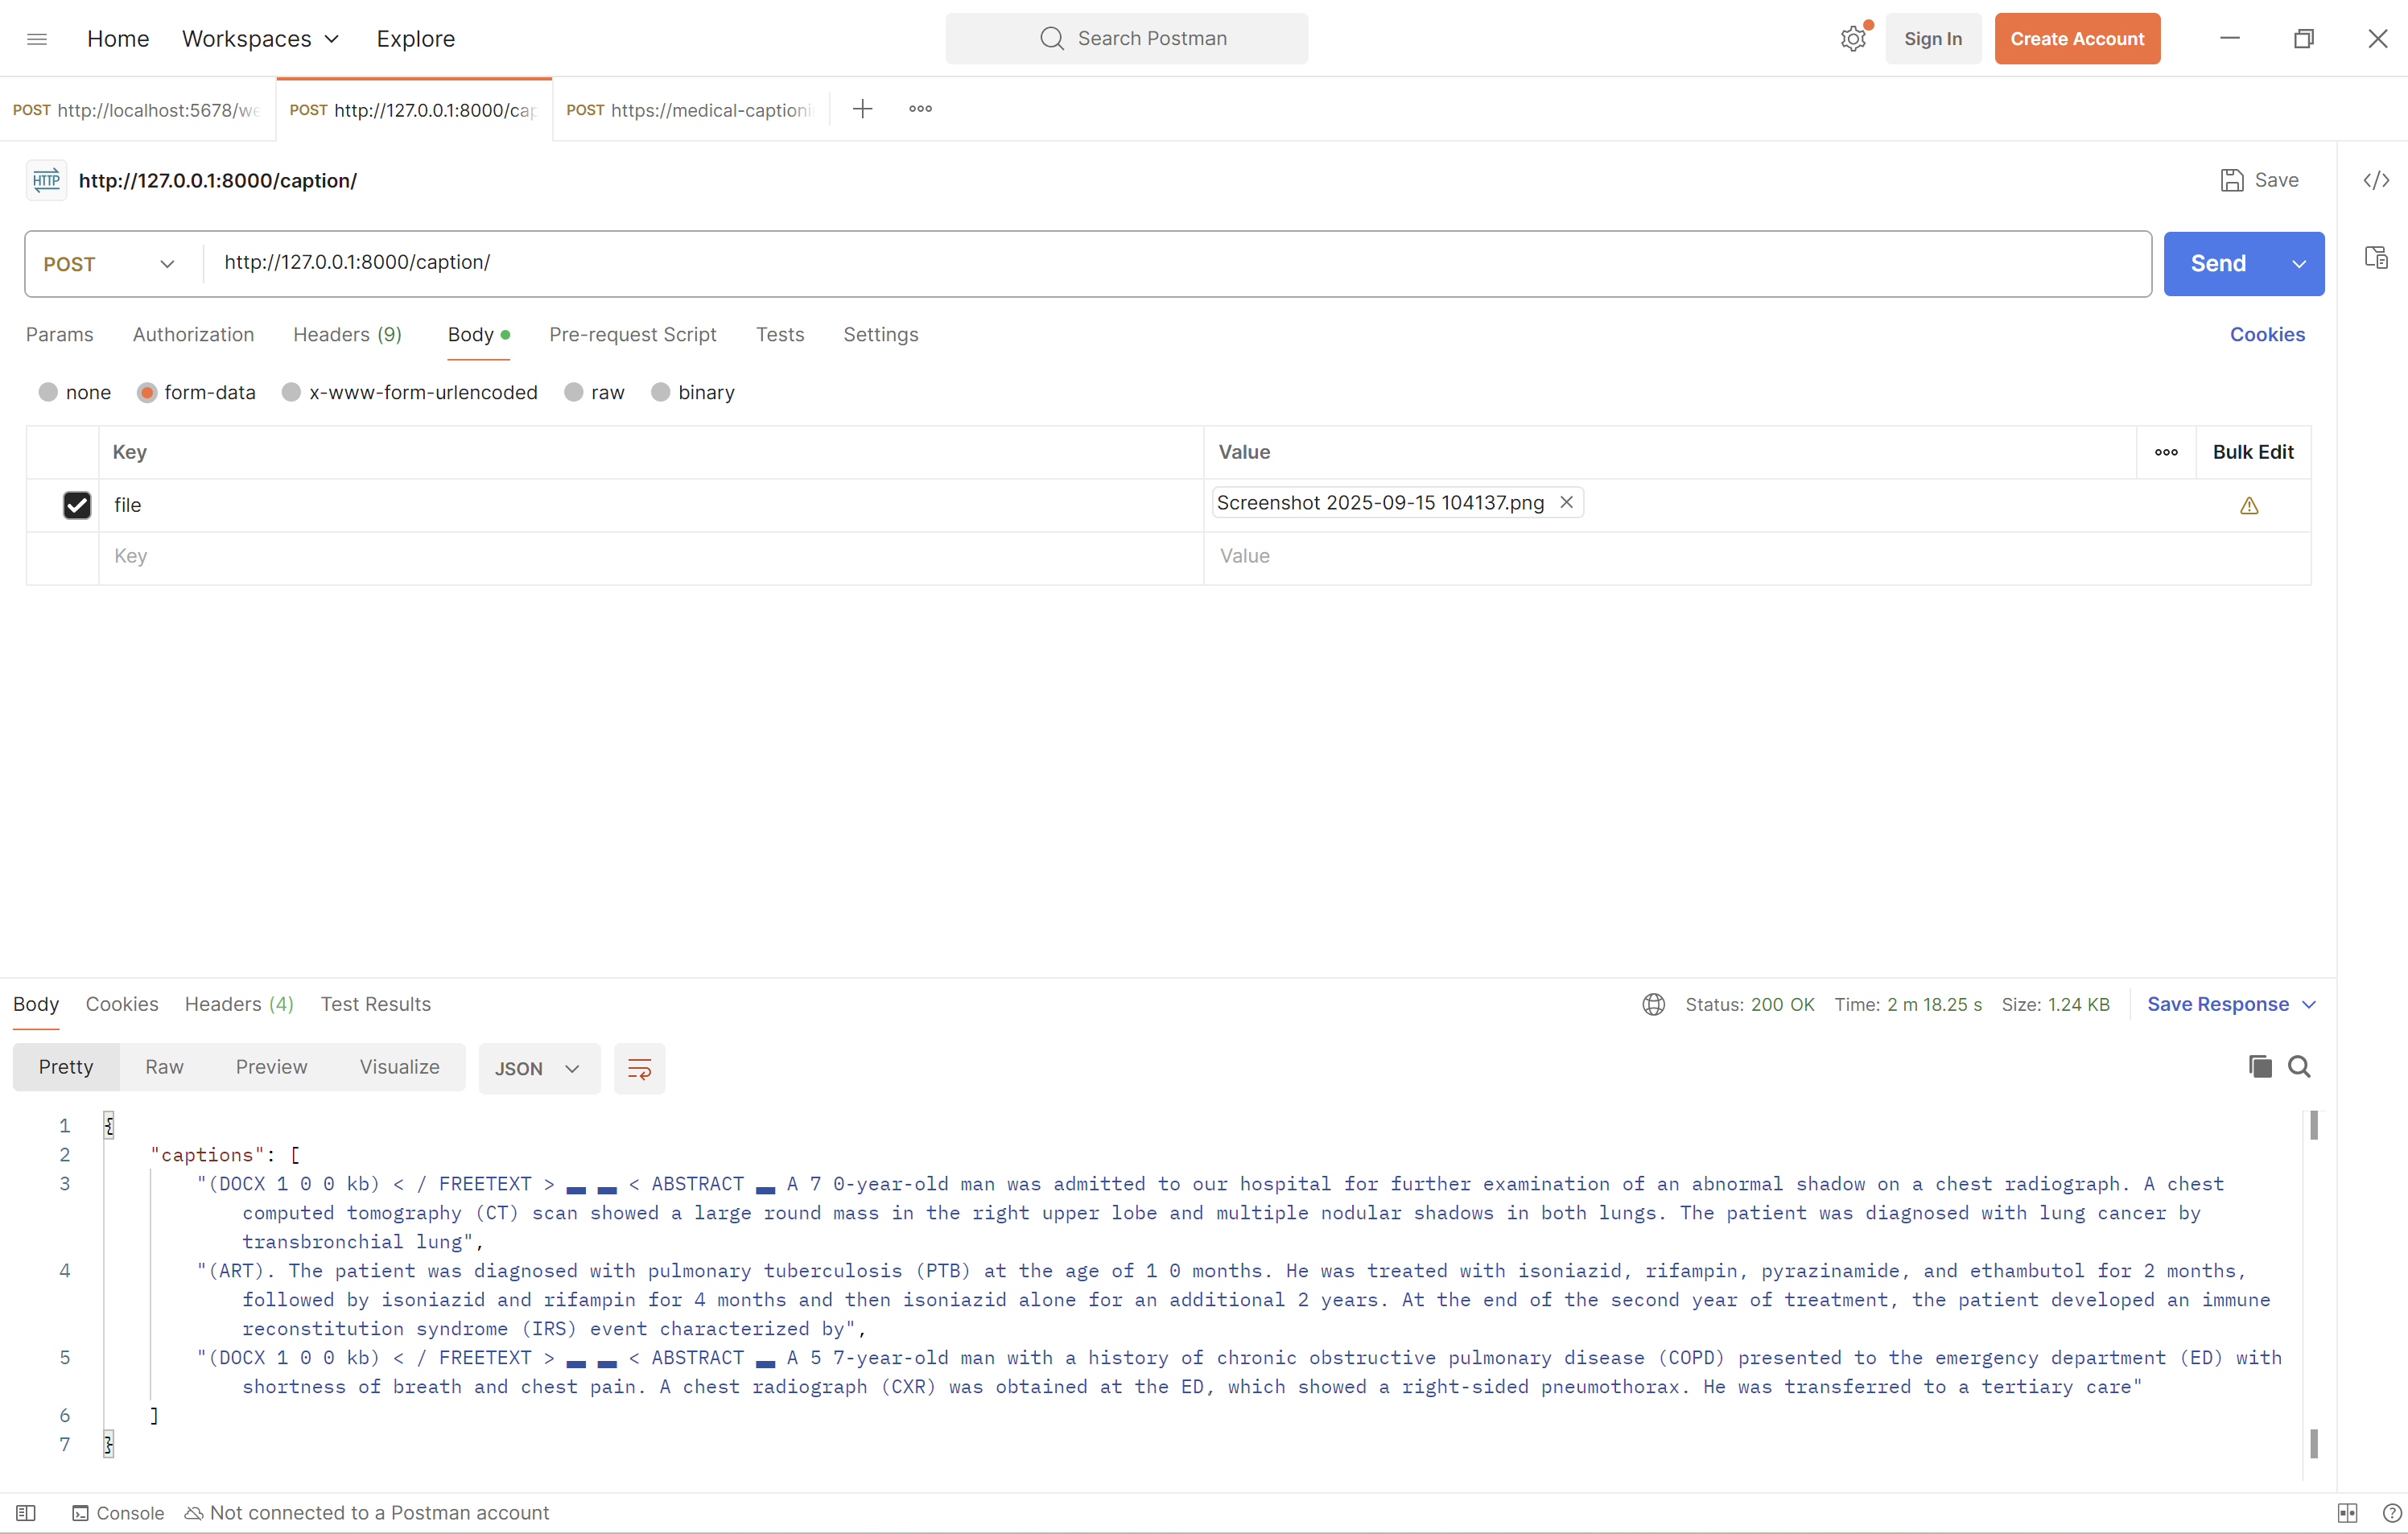 Home Workspaces Explore Search Postman Sign In Create Account
POST http://localhost:5678/we POST http://127.0.0.1:8000/cap POST https://medical-captioni
HTTP http://127.0.0.1:8000/caption/ Save
POST http://127.0.0.1:8000/caption/ Send
Params Authorization Headers (9) Body Pre-request Script Tests Settings Cookies
none form-data x-www-form-urlencoded raw binary
Key Value Bulk Edit
file Screenshot 2025-09-15 104137.png
Key Value
Body Cookies Headers (4) Test Results Status: 200 OK Time: 2 m 18.25 s Size: 1.24 KB Save Response
Pretty Raw Preview Visualize JSON
1 {
2 "captions": [
3 "(DOCX 1 0 0 kb) < / FREETEXT > ▂ ▂ < ABSTRACT ▂ A 7 0-year-old man was admitted to our hospital for further examination of an abnormal shadow on a chest radiograph. A chest
computed tomography (CT) scan showed a large round mass in the right upper lobe and multiple nodular shadows in both lungs. The patient was diagnosed with lung cancer by
transbronchial lung",
4 "(ART). The patient was diagnosed with pulmonary tuberculosis (PTB) at the age of 1 0 months. He was treated with isoniazid, rifampin, pyrazinamide, and ethambutol for 2 months,
followed by isoniazid and rifampin for 4 months and then isoniazid alone for an additional 2 years. At the end of the second year of treatment, the patient developed an immune
reconstitution syndrome (IRS) event characterized by",
5 "(DOCX 1 0 0 kb) < / FREETEXT > ▂ ▂ < ABSTRACT ▂ A 5 7-year-old man with a history of chronic obstructive pulmonary disease (COPD) presented to the emergency department (ED) with
shortness of breath and chest pain. A chest radiograph (CXR) was obtained at the ED, which showed a right-sided pneumothorax. He was transferred to a tertiary care"
6 ]
7 }
Console Not connected to a Postman account